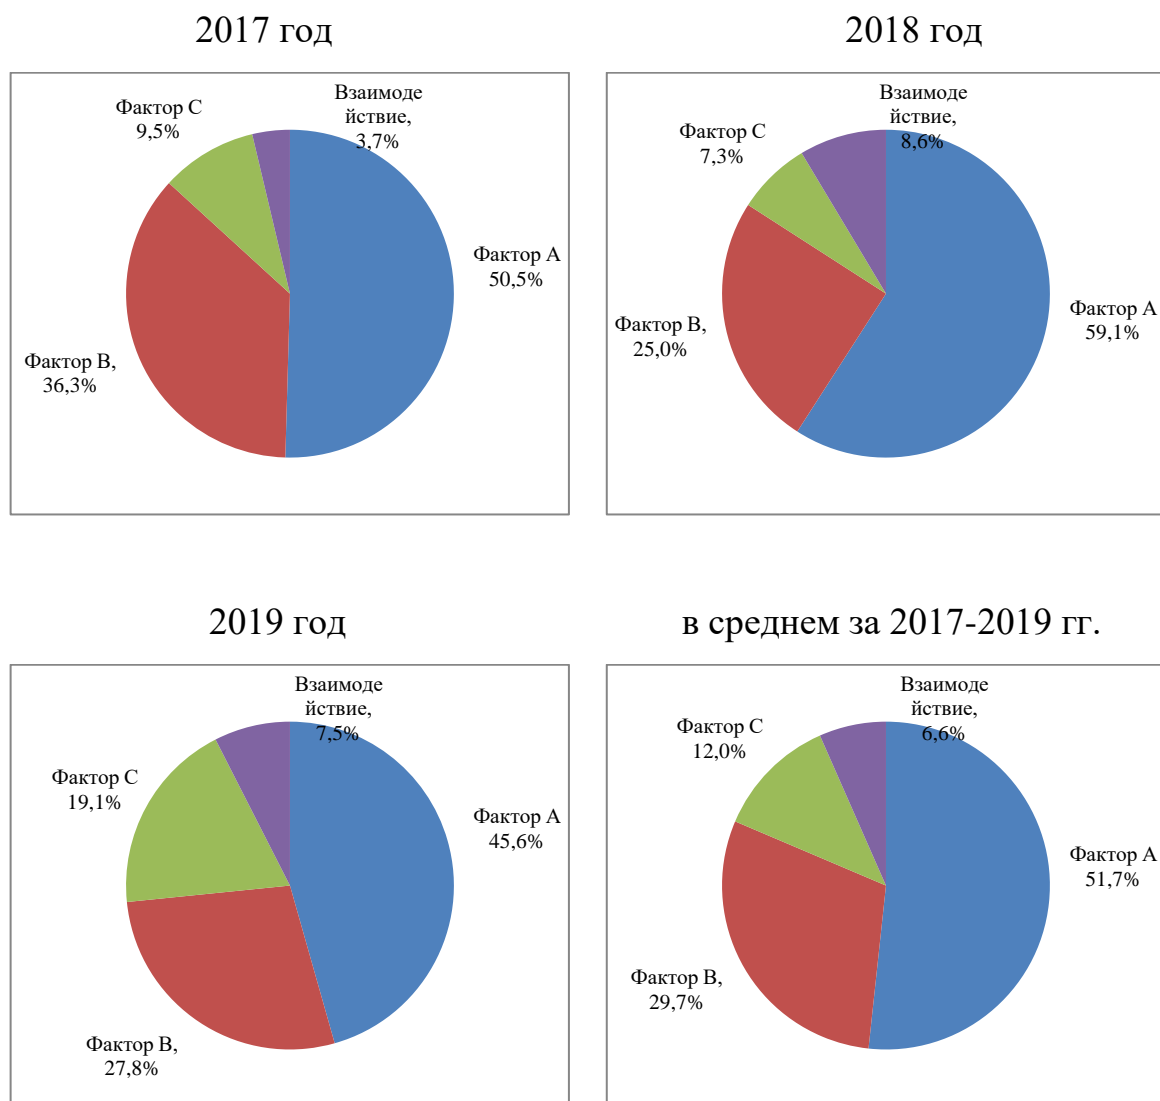 2017 год
Взаимоде
йствие,
3,7%
Фактор С
9,5%
Фактор А
50,5%
Фактор В,
36,3%
2018 год
Взаимоде
йствие,
8,6%
Фактор С
7,3%
Фактор А
59,1%
Фактор В,
25,0%
2019 год
Взаимоде
йствие,
7,5%
Фактор С
19,1%
Фактор А
45,6%
Фактор В,
27,8%
в среднем за 2017-2019 гг.
Взаимоде
йствие,
6,6%
Фактор С
12,0%
Фактор А
51,7%
Фактор В,
29,7%